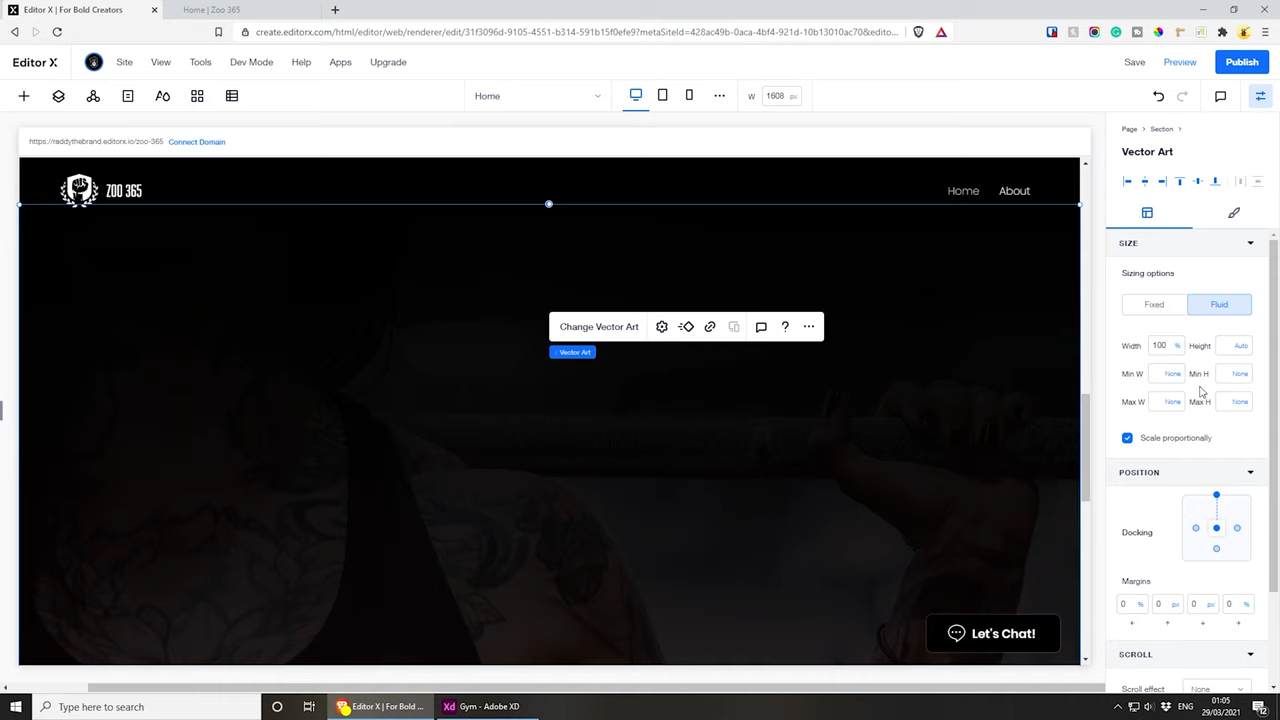 Editor X | For Bold Creators
Home | Zoo 365
create.editorx.com/html/editor/web/renderer/edit/31f3096d-9105-4551-b314-591b15f0efe9?metaSiteId=428ac49b-0aca-4bf4-921d-10b13010ac70&edito...
Editor X
Site
View
Tools
Dev Mode
Help
Apps
Upgrade
Save
Preview
Publish
Home
W
1608 px
https://raddythebrand.editorx.io/zoo-365
Connect Domain
Page
Section
Vector Art
ZOO 365
Home
About
SIZE
Sizing options
Change Vector Art
Fixed
Fluid
Vector Art
Width
100 %
Height
Auto
Min W
None
Min H
None
Max W
None
Max H
None
Scale proportionally
POSITION
Docking
Margins
0 %
0 px
0 px
0 %
Let's Chat!
SCROLL
Scroll effect
None
Type here to search
Editor X | For Bold ...
Gym - Adobe XD
ENG
01:05
29/03/2021
12